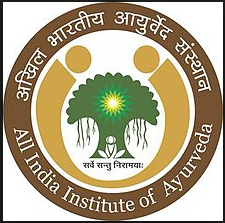 अखिल भारतीय आयुर्वेद संस्थान
सर्वे सन्तु निरामयाः
All India Institute of Ayurveda